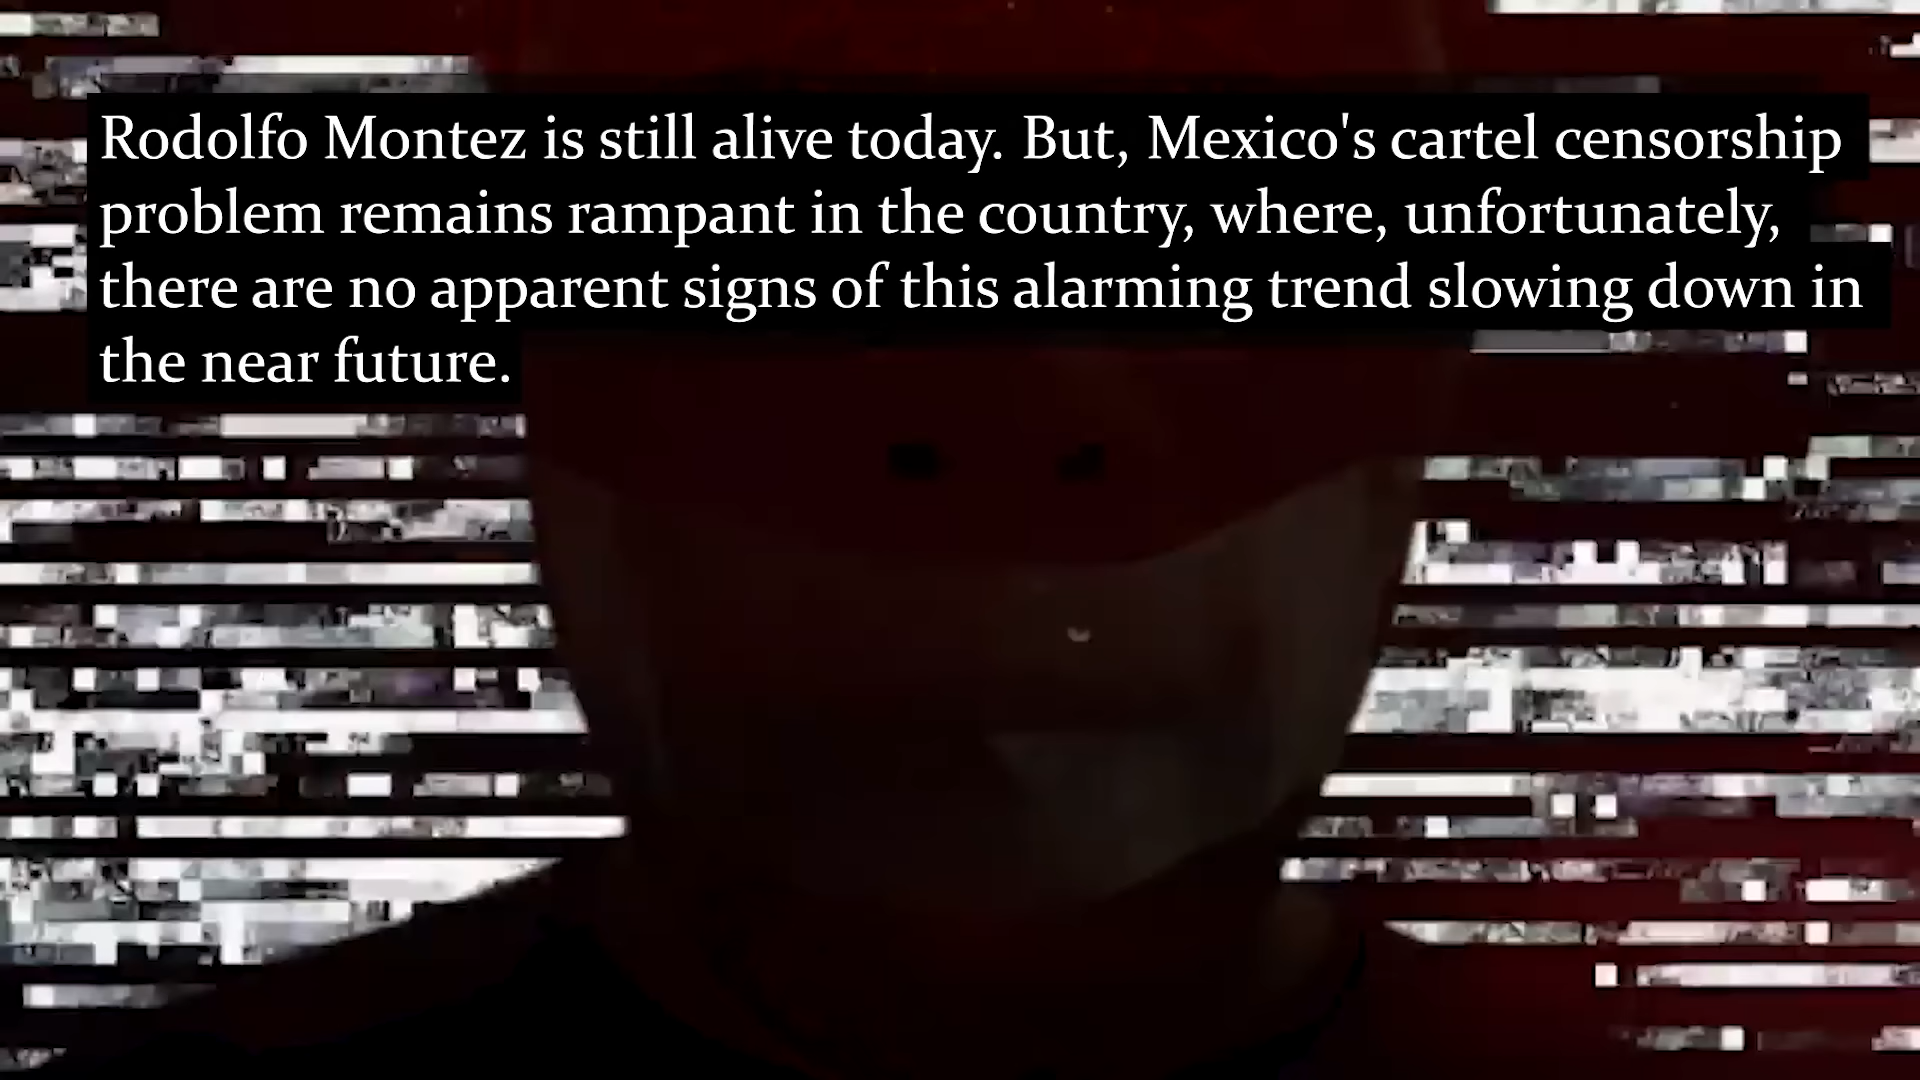 Rodolfo Montez is still alive today. But, Mexico's cartel censorship
problem remains rampant in the country, where, unfortunately,
there are no apparent signs of this alarming trend slowing down in
the near future.